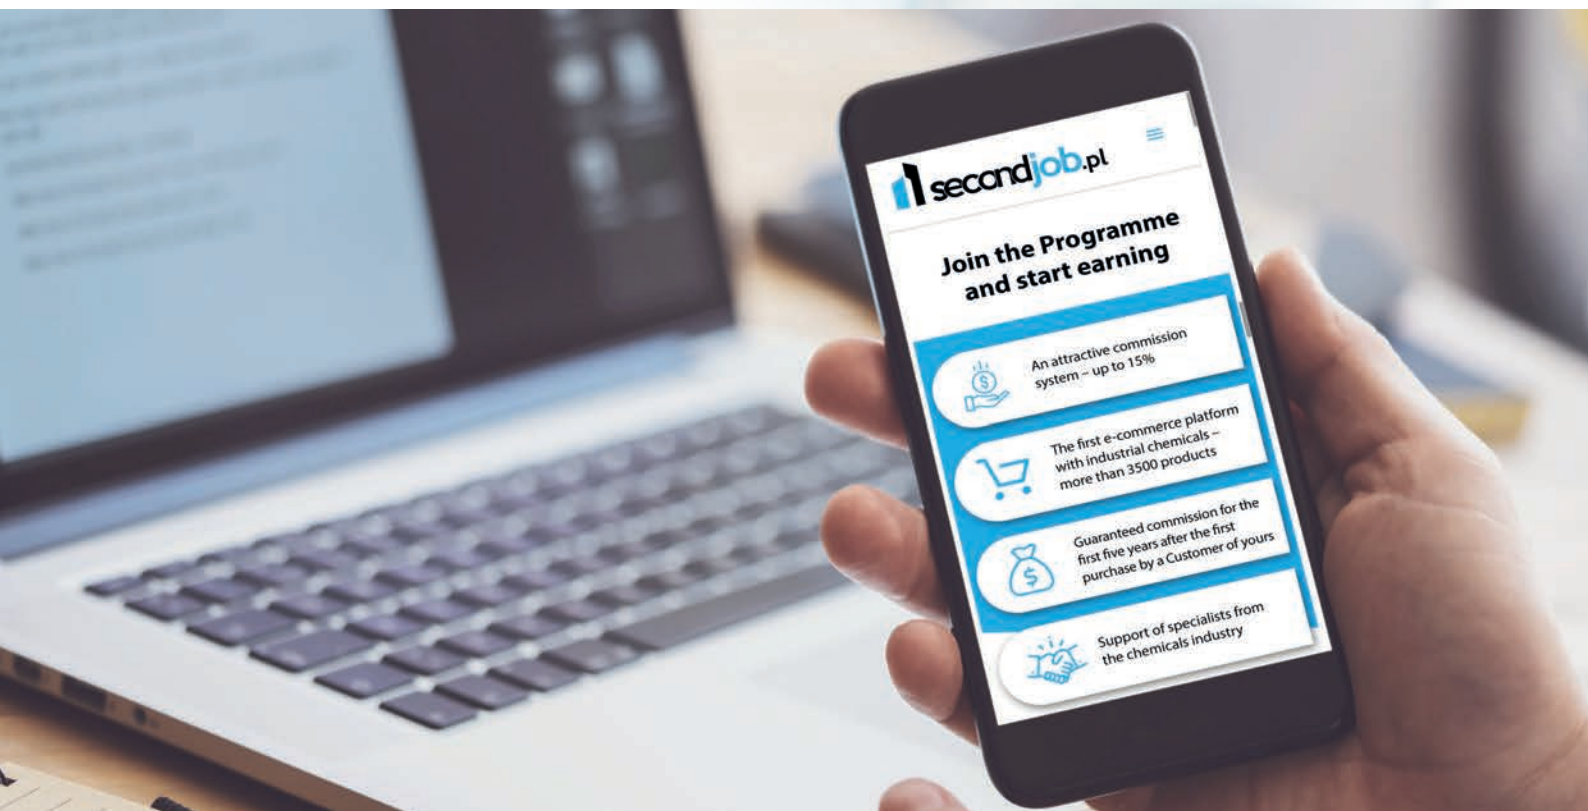 secondjob.pl
Join the Programme
and start earning
An attractive commission
system – up to 15%
The first e-commerce platform
with industrial chemicals –
more than 3500 products
Guaranteed commission for the
first five years after the first
purchase by a Customer of yours
Support of specialists from
the chemicals industry